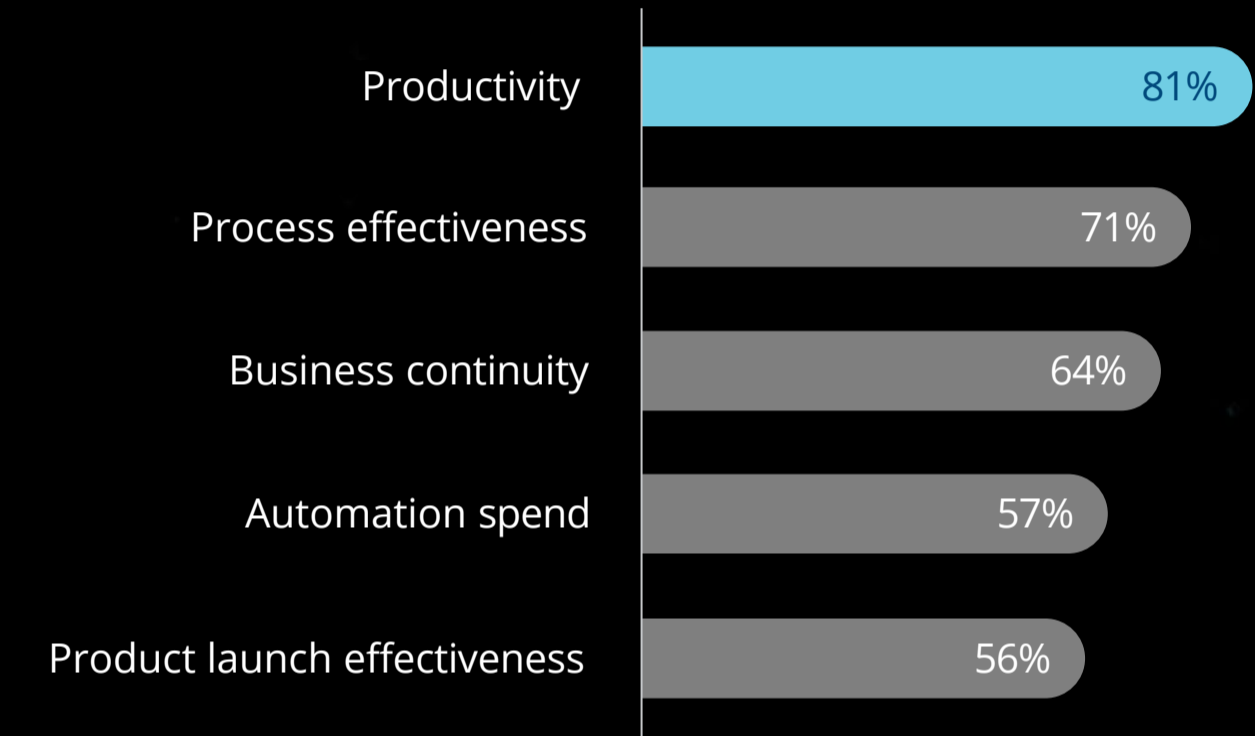 Productivity 81%
Process effectiveness 71%
Business continuity 64%
Automation spend 57%
Product launch effectiveness 56%